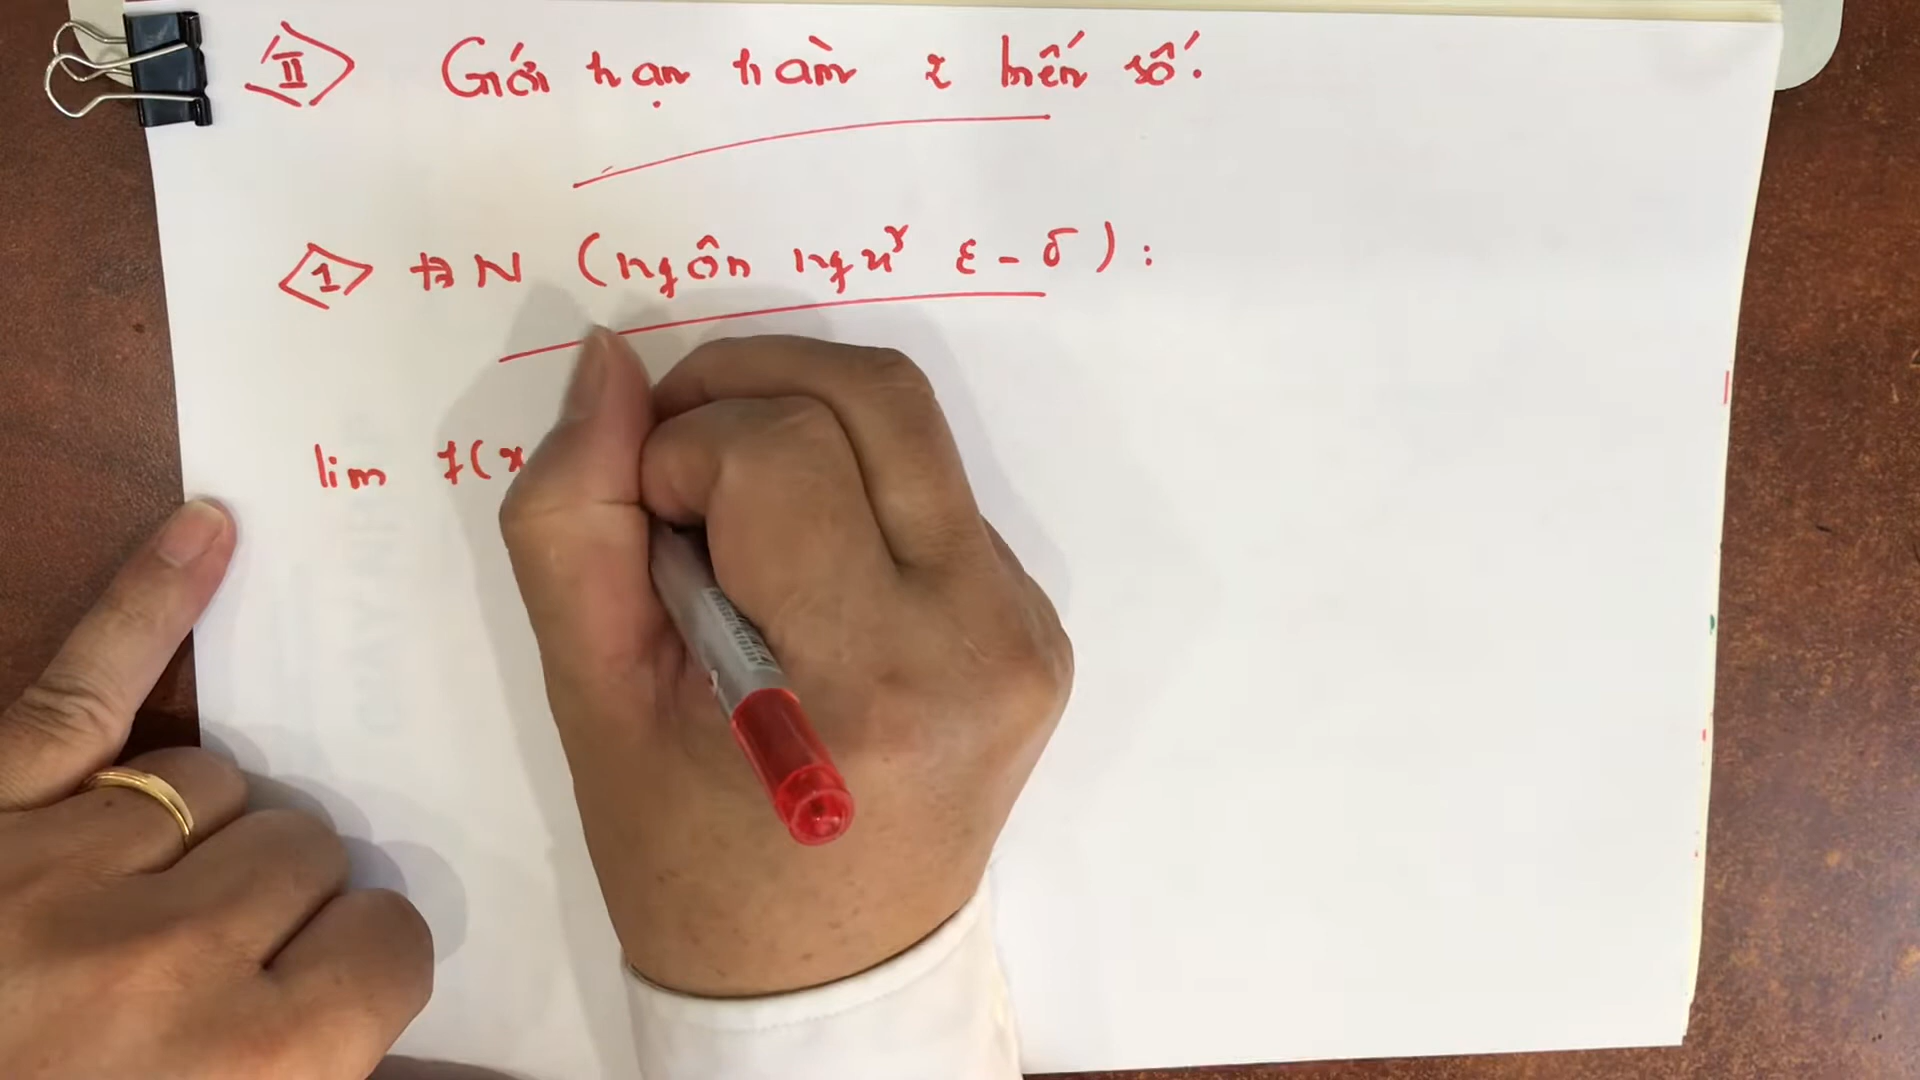 II Giới hạn hàm 2 biến số.
1 ĐN (ngôn ngữ ε - δ):
lim f(x